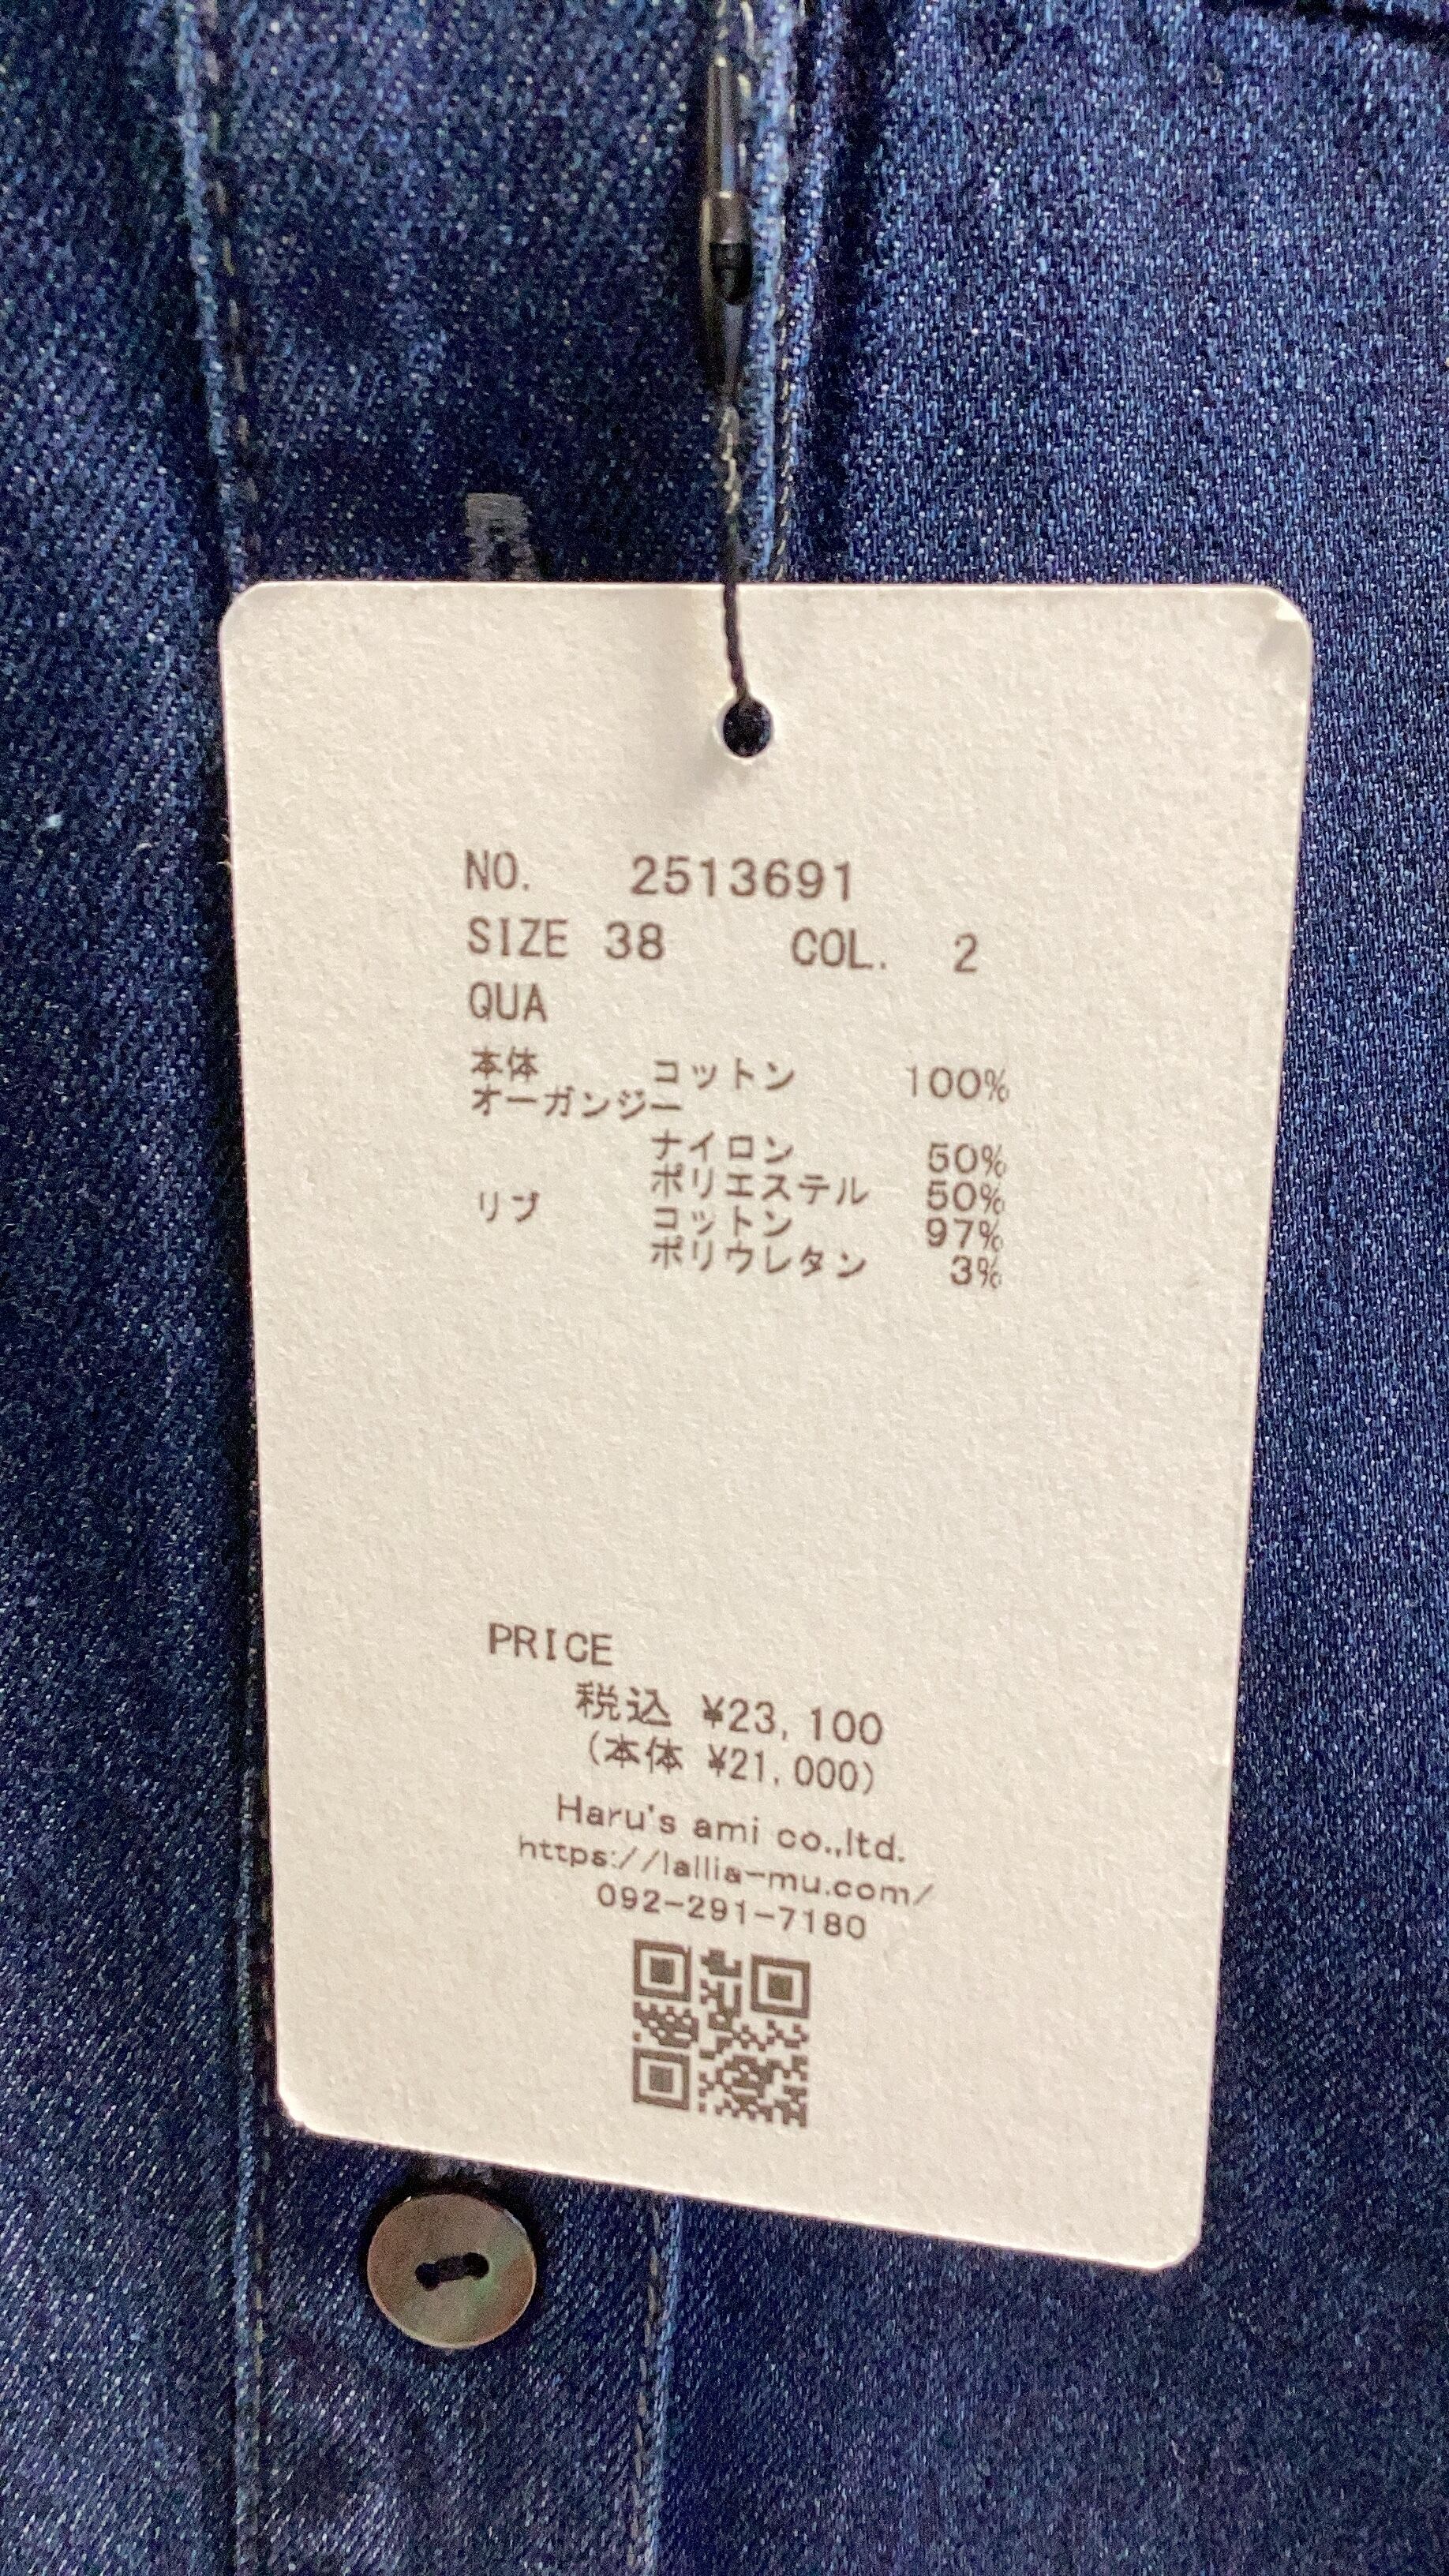 NO. 2513691
SIZE 38 COL. 2
QUA
本体 コットン 100%
オーガンジー
ナイロン 50%
ポリエステル 50%
リブ コットン 97%
ポリウレタン 3%
PRICE
税込 ¥23,100
(本体 ¥21,000)
Haru's ami co.,ltd.
https://lallia-mu.com/
092-291-7180